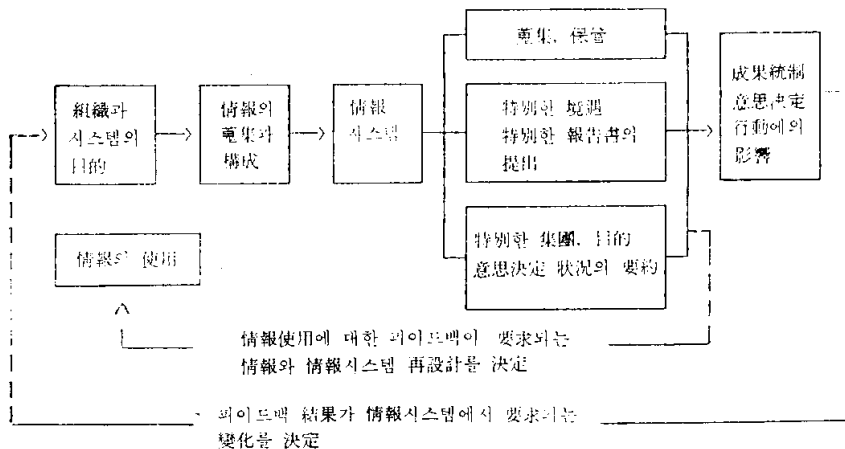 組織과
시스템의
目的
情報의
蒐集과
構成
情報
시스템
蒐集, 保管
特別한 境遇
特別한 報告書의
提出
特別한 集團, 目的
意思決定 狀況의 要約
成果統制
意思決定
行動에의
影響
情報의 使用
情報使用에 대한 피이드백이 要求되는
情報와 情報시스템 再設計를 決定
피이드백 結果가 情報시스템에서 要求되는
變化를 決定